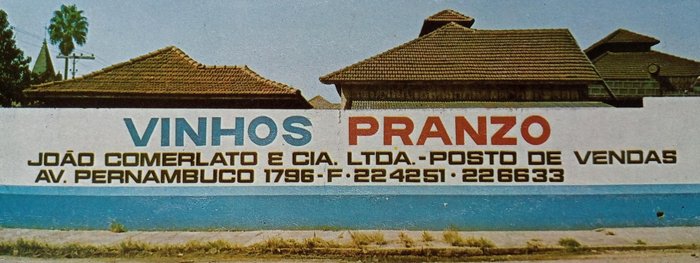 VINHOS PRANZO
JOÃO COMERLATO E CIA. LTDA.-POSTO DE VENDAS
AV. PERNAMBUCO 1796-F·224251·226633